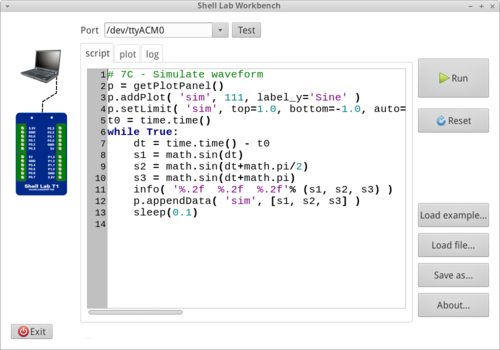 Shell Lab Workbench
Port /dev/ttyACM0 Test
script plot log
1 # 7C - Simulate waveform
2 p = getPlotPanel()
3 p.addPlot( 'sim', 111, label_y='Sine' )
4 p.setLimit( 'sim', top=1.0, bottom=-1.0, auto=
5 t0 = time.time()
6 while True:
7 dt = time.time() - t0
8 s1 = math.sin(dt)
9 s2 = math.sin(dt+math.pi/2)
10 s3 = math.sin(dt+math.pi)
11 info( '%.2f  %.2f  %.2f'% (s1, s2, s3) )
12 p.appendData( 'sim', [s1, s2, s3] )
13 sleep(0.1)
14
Run
Reset
Load example...
Load file...
Save as...
About...
Shell Lab T1
Exit